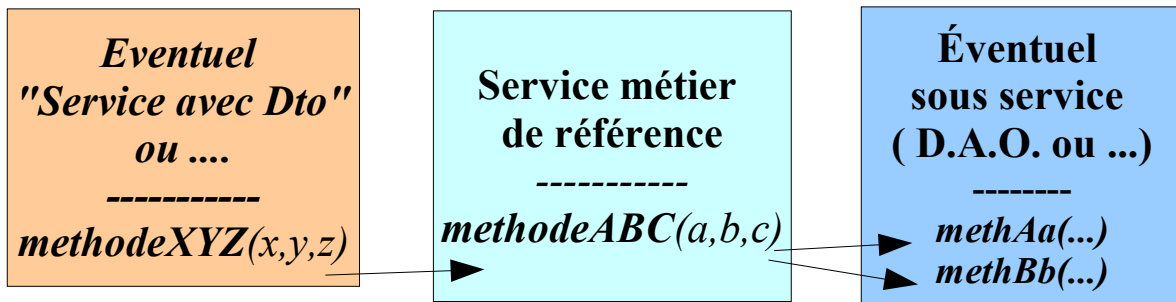 Eventuel
"Service avec Dto"
ou ....
-----------
methodeXYZ(x,y,z)
Service métier
de référence
-----------
methodeABC(a,b,c)
Éventuel
sous service
( D.A.O. ou ...)
--------
methAa(...)
methBb(...)